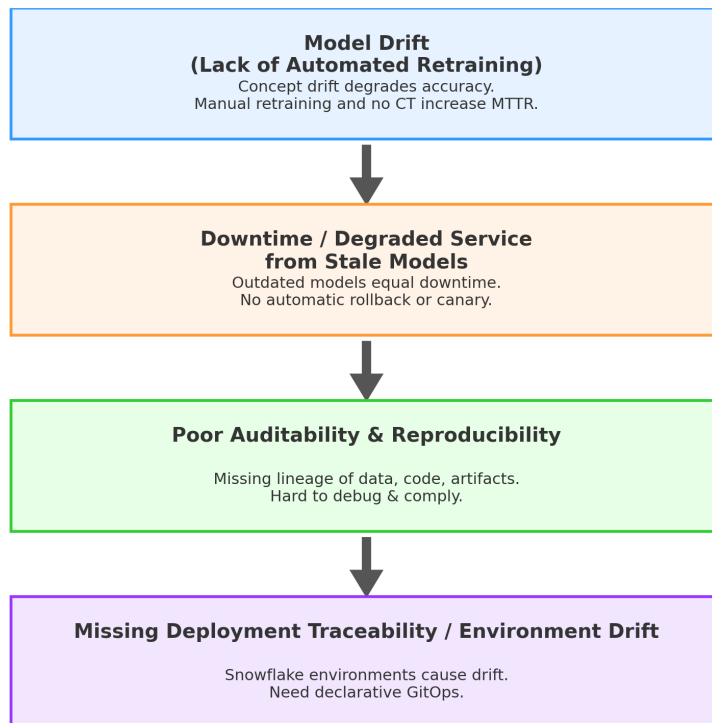 Model Drift
(Lack of Automated Retraining)
Concept drift degrades accuracy.
Manual retraining and no CT increase MTTR.
Downtime / Degraded Service
from Stale Models
Outdated models equal downtime.
No automatic rollback or canary.
Poor Auditability & Reproducibility
Missing lineage of data, code, artifacts.
Hard to debug & comply.
Missing Deployment Traceability / Environment Drift
Snowflake environments cause drift.
Need declarative GitOps.